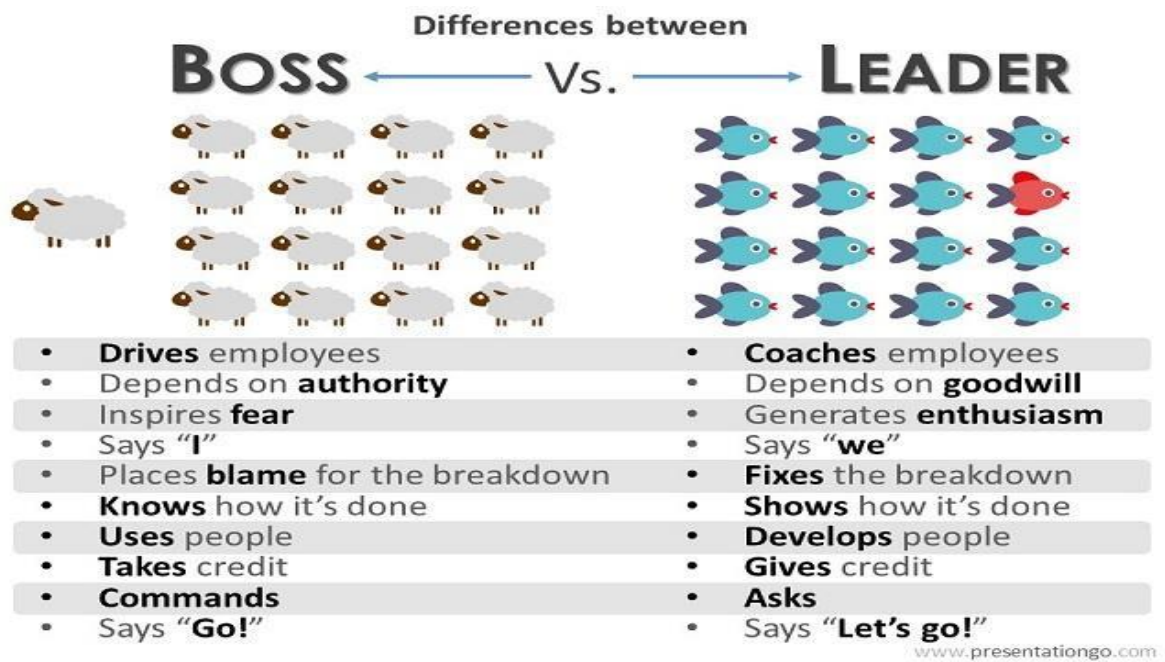 Differences between
BOSS Vs. LEADER
• Drives employees
• Depends on authority
• Inspires fear
• Says “I”
• Places blame for the breakdown
• Knows how it’s done
• Uses people
• Takes credit
• Commands
• Says “Go!”
• Coaches employees
• Depends on goodwill
• Generates enthusiasm
• Says “we”
• Fixes the breakdown
• Shows how it’s done
• Develops people
• Gives credit
• Asks
• Says “Let’s go!”
www.presentationgo.com